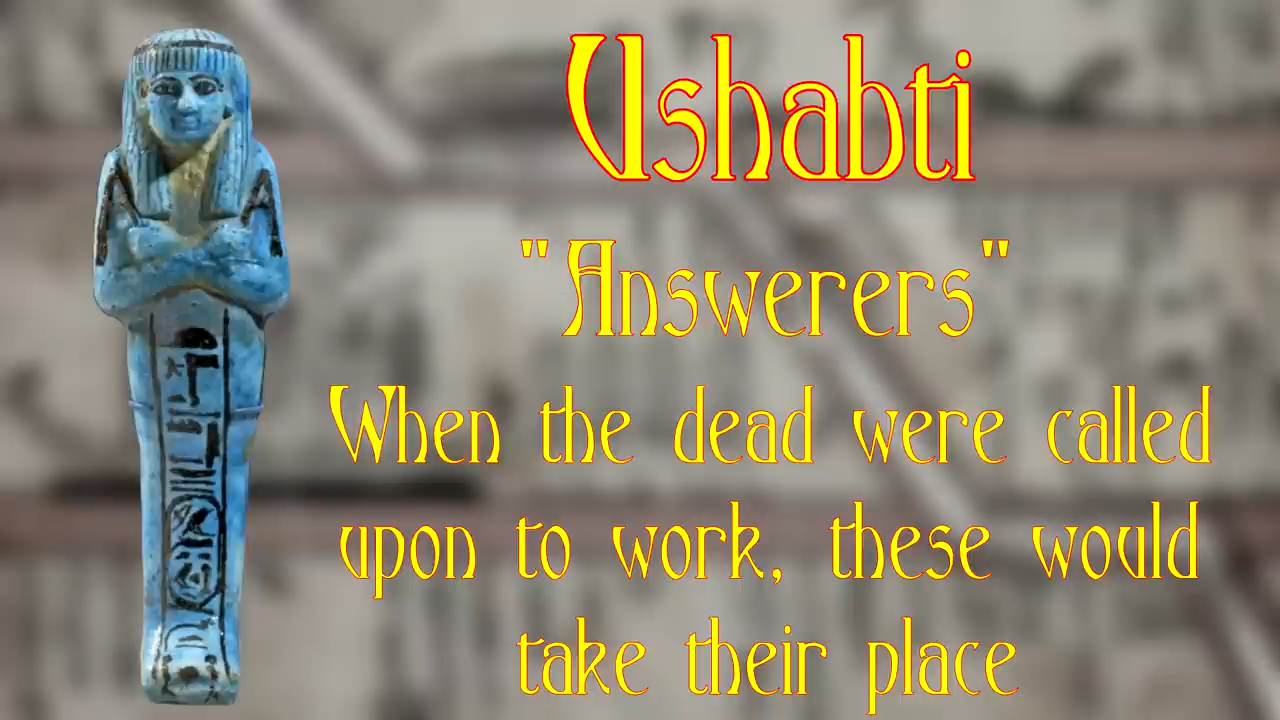 Ushabti
"Answerers"
When the dead were called
upon to work, these would
take their place